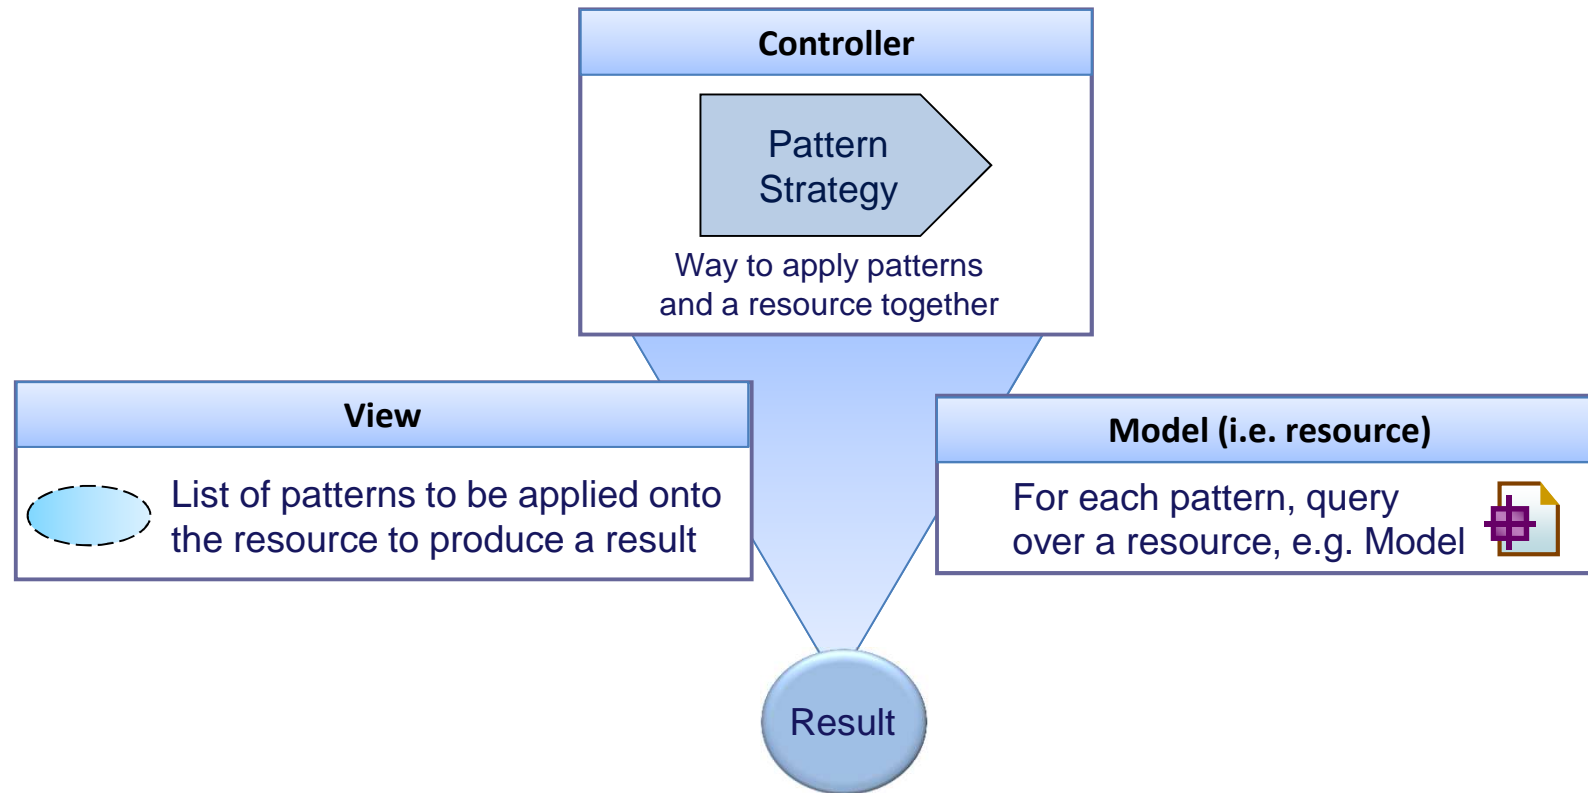 Controller
Pattern
Strategy
Way to apply patterns
and a resource together
View
List of patterns to be applied onto
the resource to produce a result
Model (i.e. resource)
For each pattern, query
over a resource, e.g. Model
Result